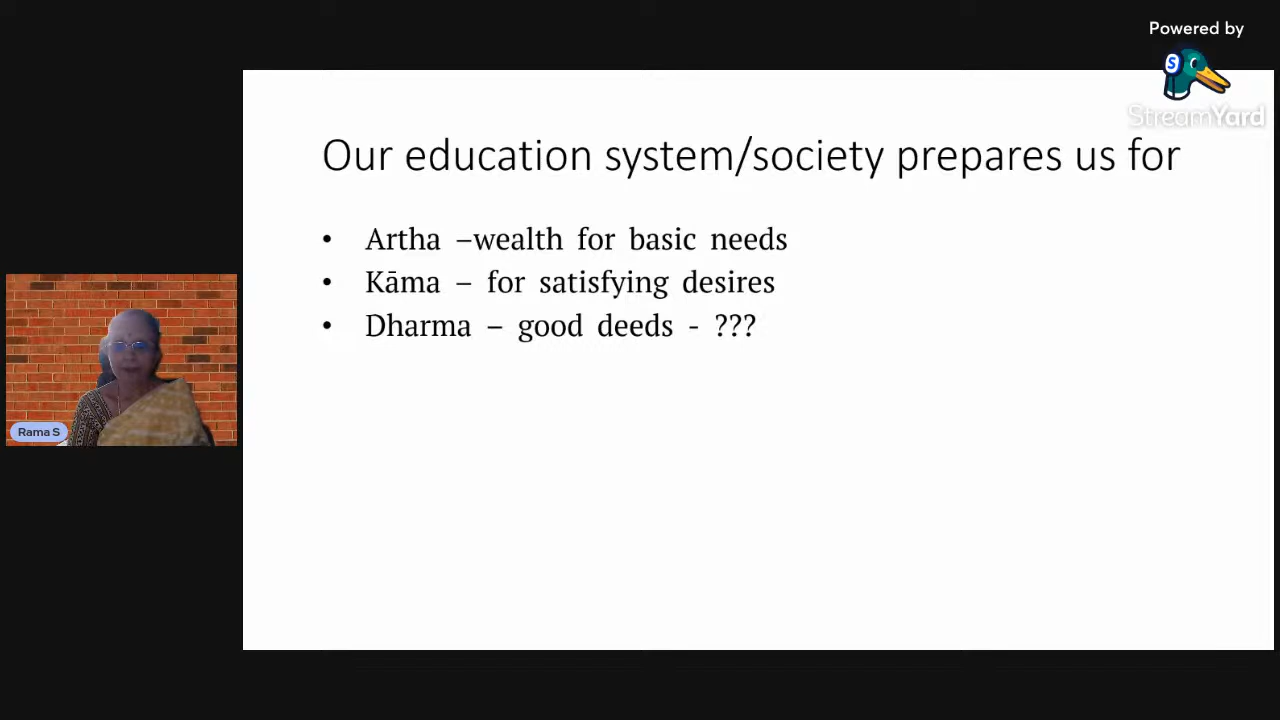 Powered by
S
StreamYard
Our education system/society prepares us for
• Artha –wealth for basic needs
• Kāma – for satisfying desires
• Dharma – good deeds - ???
Rama S